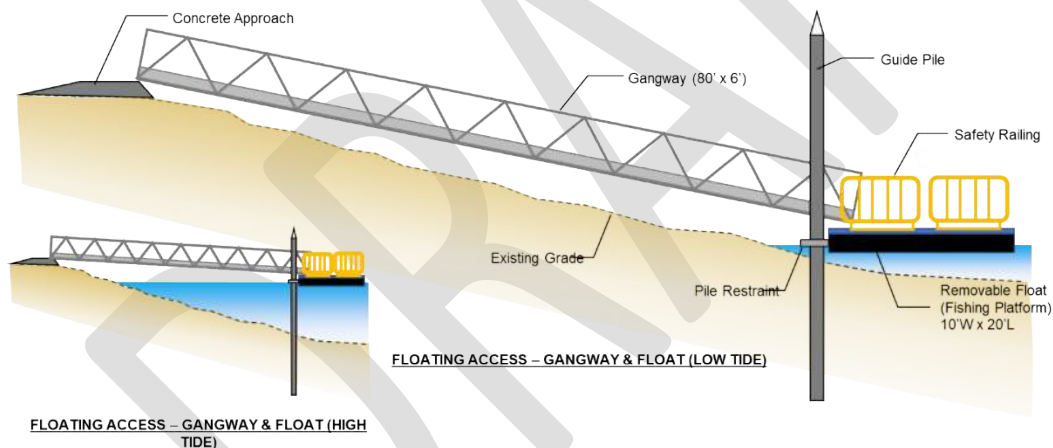 Concrete Approach
Guide Pile
Gangway (80' x 6')
Safety Railing
Existing Grade
Pile Restraint
Removable Float
(Fishing Platform)
10'W x 20'L
FLOATING ACCESS – GANGWAY & FLOAT (LOW TIDE)
FLOATING ACCESS – GANGWAY & FLOAT (HIGH
TIDE)
DRA